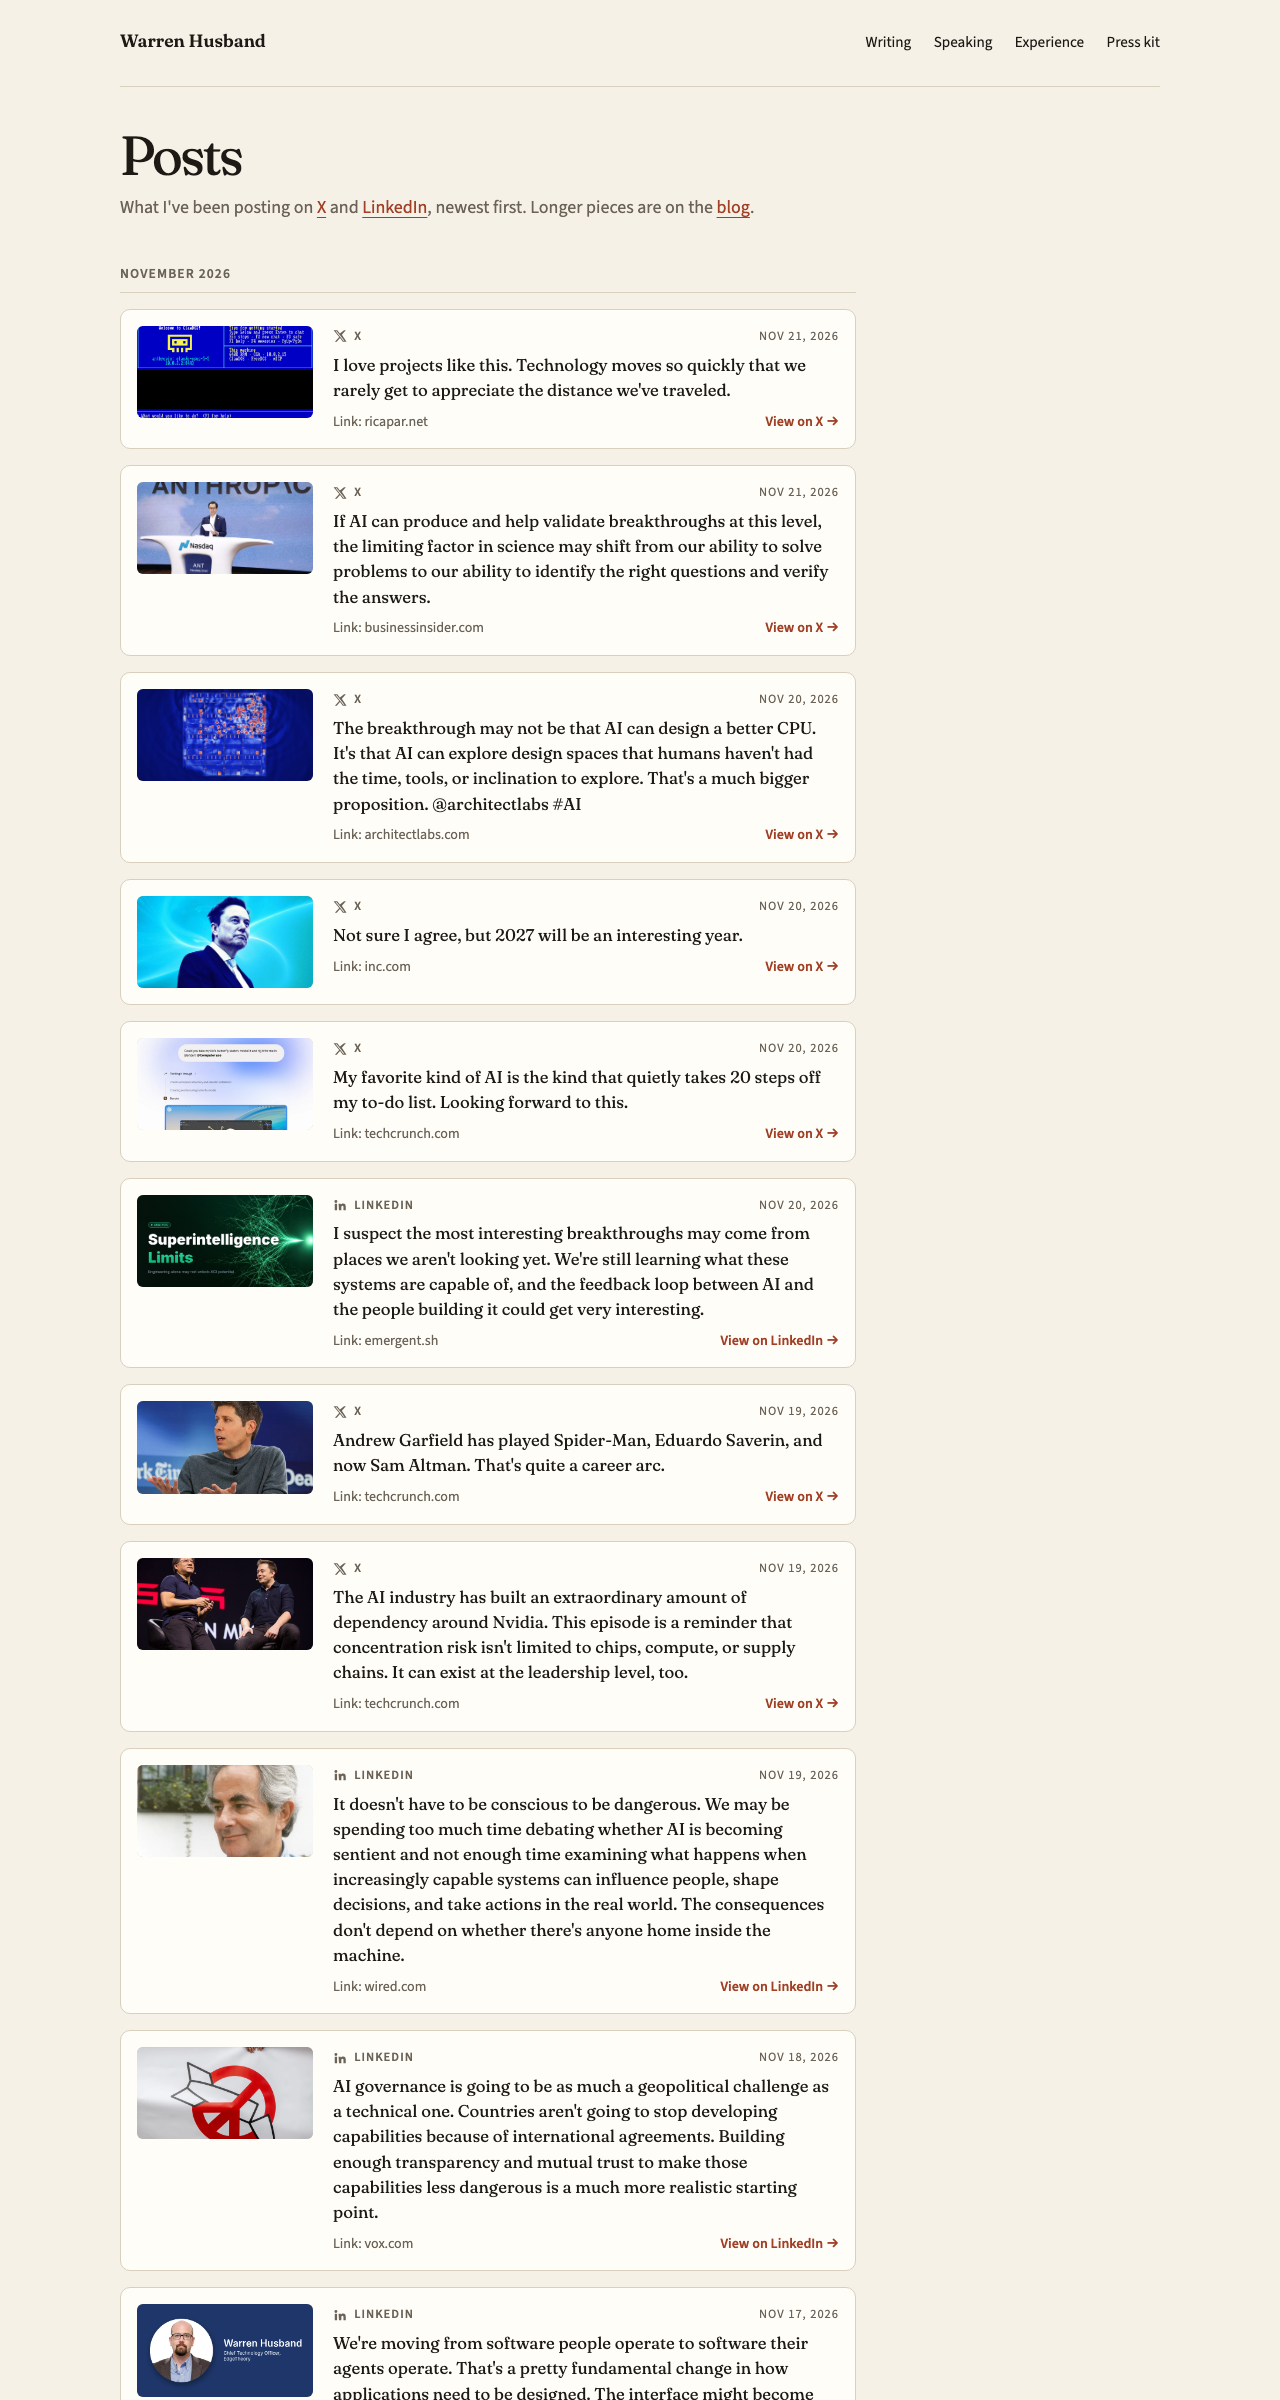 Warren Husband
Writing Speaking Experience Press kit
Posts
What I've been posting on X and LinkedIn, newest first. Longer pieces are on the blog.
NOVEMBER 2026
X NOV 21, 2026
I love projects like this. Technology moves so quickly that we
rarely get to appreciate the distance we've traveled.
Link: ricapar.net View on X →
ANTHROP\C
Nasdaq
ANT
X NOV 21, 2026
If AI can produce and help validate breakthroughs at this level,
the limiting factor in science may shift from our ability to solve
problems to our ability to identify the right questions and verify
the answers.
Link: businessinsider.com View on X →
X NOV 20, 2026
The breakthrough may not be that AI can design a better CPU.
It's that AI can explore design spaces that humans haven't had
the time, tools, or inclination to explore. That's a much bigger
proposition. @architectlabs #AI
Link: architectlabs.com View on X →
X NOV 20, 2026
Not sure I agree, but 2027 will be an interesting year.
Link: inc.com View on X →
X NOV 20, 2026
My favorite kind of AI is the kind that quietly takes 20 steps off
my to-do list. Looking forward to this.
Link: techcrunch.com View on X →
Superintelligence
Limits
LINKEDIN NOV 20, 2026
I suspect the most interesting breakthroughs may come from
places we aren't looking yet. We're still learning what these
systems are capable of, and the feedback loop between AI and
the people building it could get very interesting.
Link: emergent.sh View on LinkedIn →
X NOV 19, 2026
Andrew Garfield has played Spider-Man, Eduardo Saverin, and
now Sam Altman. That's quite a career arc.
Link: techcrunch.com View on X →
X NOV 19, 2026
The AI industry has built an extraordinary amount of
dependency around Nvidia. This episode is a reminder that
concentration risk isn't limited to chips, compute, or supply
chains. It can exist at the leadership level, too.
Link: techcrunch.com View on X →
LINKEDIN NOV 19, 2026
It doesn't have to be conscious to be dangerous. We may be
spending too much time debating whether AI is becoming
sentient and not enough time examining what happens when
increasingly capable systems can influence people, shape
decisions, and take actions in the real world. The consequences
don't depend on whether there's anyone home inside the
machine.
Link: wired.com View on LinkedIn →
LINKEDIN NOV 18, 2026
AI governance is going to be as much a geopolitical challenge as
a technical one. Countries aren't going to stop developing
capabilities because of international agreements. Building
enough transparency and mutual trust to make those
capabilities less dangerous is a much more realistic starting
point.
Link: vox.com View on LinkedIn →
Warren Husband
Chief Technology Officer,
EdgeTheory
LINKEDIN NOV 17, 2026
We're moving from software people operate to software their
agents operate. That's a pretty fundamental change in how
applications need to be designed. The interface might become